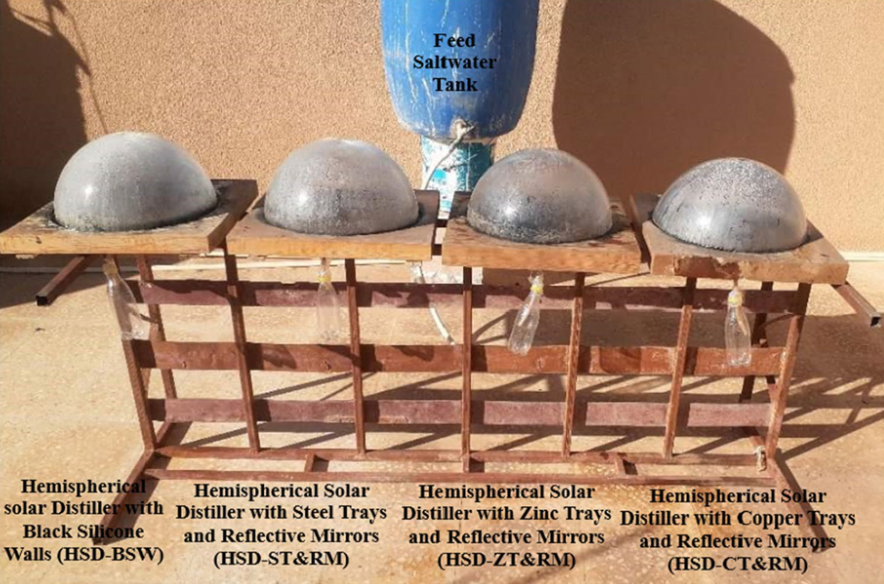 Feed
Saltwater
Tank
Hemispherical
solar Distiller with
Black Silicone
Walls (HSD-BSW)
Hemispherical Solar
Distiller with Steel Trays
and Reflective Mirrors
(HSD-ST&RM)
Hemispherical Solar
Distiller with Zinc Trays
and Reflective Mirrors
(HSD-ZT&RM)
Hemispherical Solar
Distiller with Copper Trays
and Reflective Mirrors
(HSD-CT&RM)